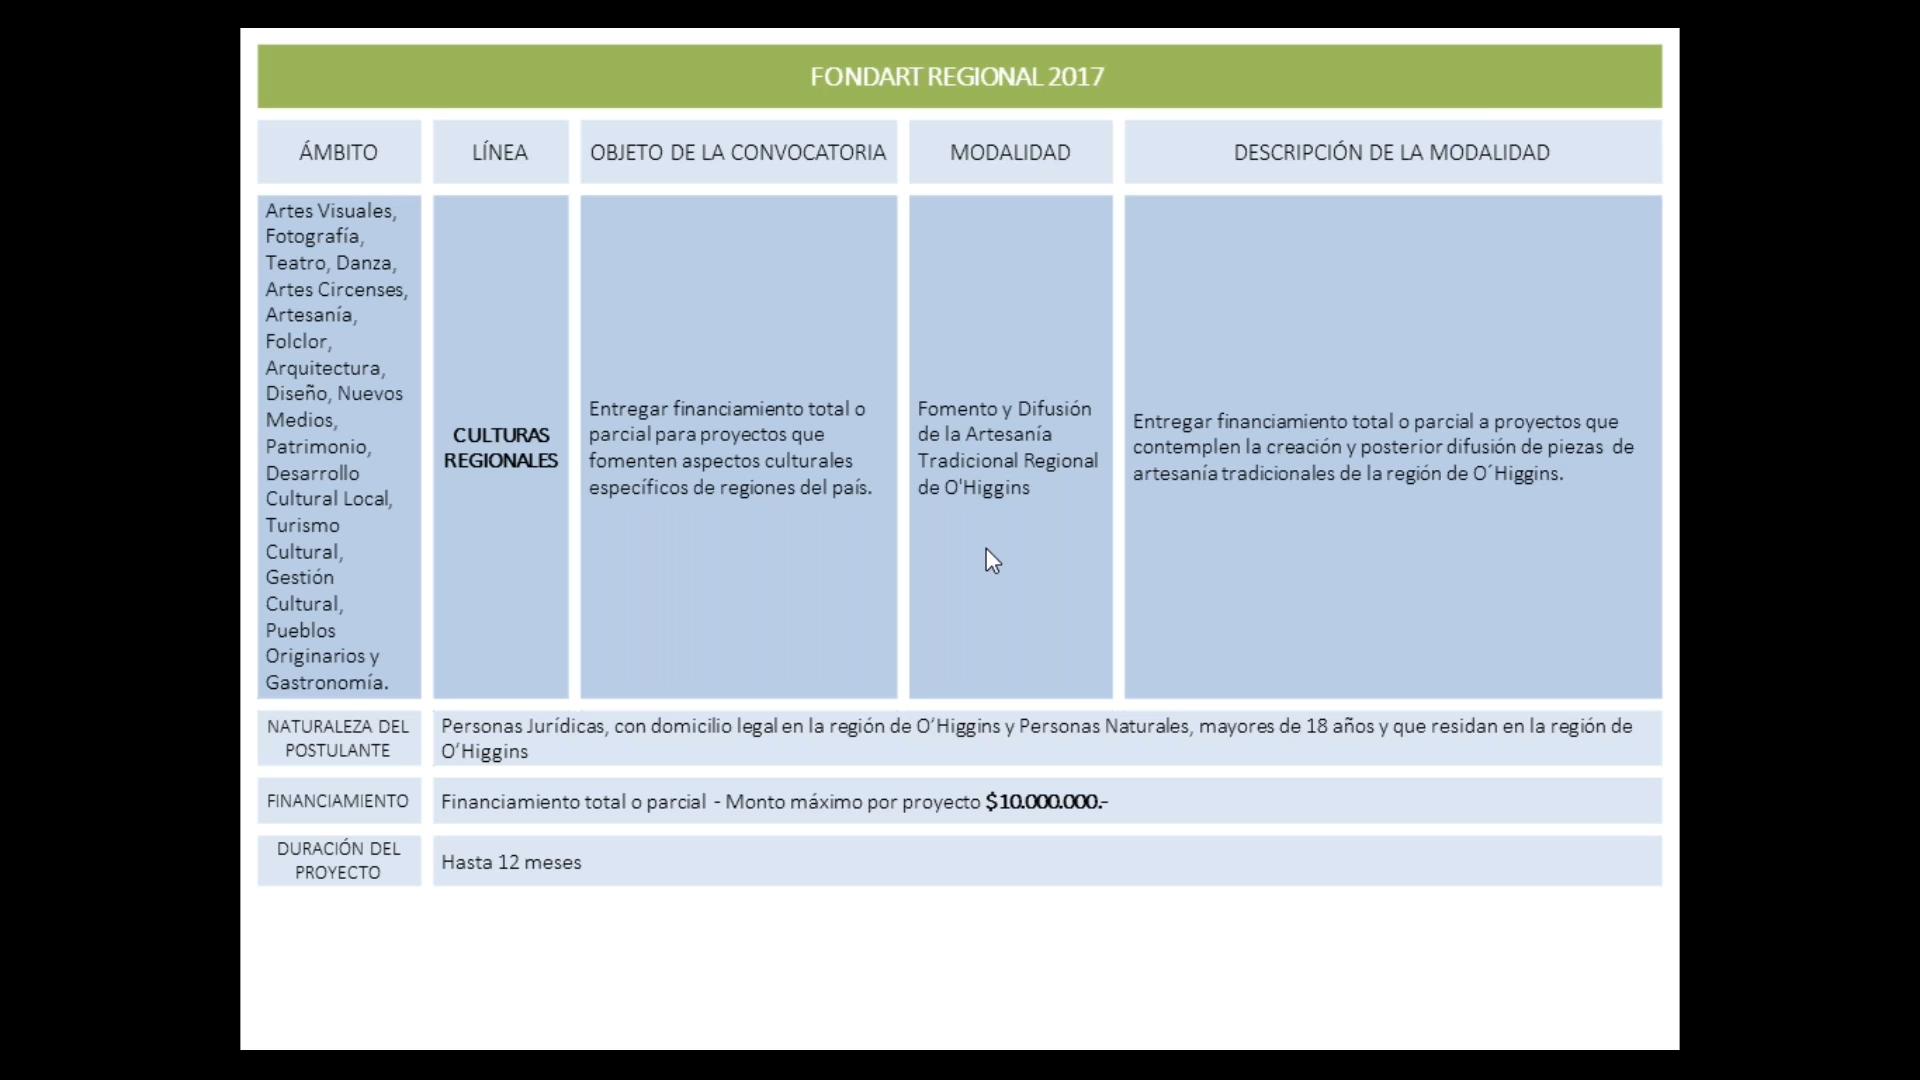 FONDART REGIONAL 2017
ÁMBITO
LÍNEA
OBJETO DE LA CONVOCATORIA
MODALIDAD
DESCRIPCIÓN DE LA MODALIDAD
Artes Visuales,
Fotografía,
Teatro, Danza,
Artes Circenses,
Artesanía,
Folclor,
Arquitectura,
Diseño, Nuevos
Medios,
Patrimonio,
Desarrollo
Cultural Local,
Turismo
Cultural,
Gestión
Cultural,
Pueblos
Originarios y
Gastronomía.
CULTURAS
REGIONALES
Entregar financiamiento total o
parcial para proyectos que
fomenten aspectos culturales
específicos de regiones del país.
Fomento y Difusión
de la Artesanía
Tradicional Regional
de O'Higgins
Entregar financiamiento total o parcial a proyectos que
contemplen la creación y posterior difusión de piezas de
artesanía tradicionales de la región de O´Higgins.
NATURALEZA DEL
POSTULANTE
Personas Jurídicas, con domicilio legal en la región de O’Higgins y Personas Naturales, mayores de 18 años y que residan en la región de
O’Higgins
FINANCIAMIENTO
Financiamiento total o parcial - Monto máximo por proyecto $10.000.000.-
DURACIÓN DEL
PROYECTO
Hasta 12 meses